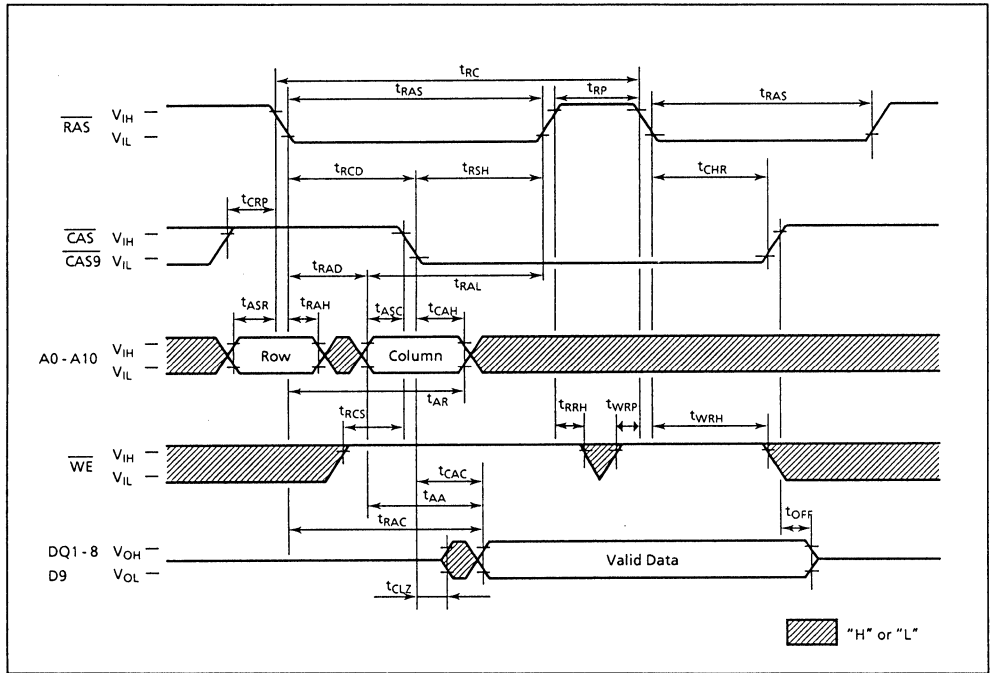 tRC
tRAS
tRP
tRAS
RAS
VIH
VIL
tRCD
tRSH
tCHR
tCRP
CAS
CAS9
VIH
VIL
tRAD
tRAL
tASR
tRAH
tASC
tCAH
A0 - A10
VIH
VIL
Row
Column
tAR
tRCS
tRRH
tWRP
tWRH
WE
VIH
VIL
tCAC
tAA
tRAC
tOFF
DQ1 - 8
D9
VOH
VOL
Valid Data
tCLZ
"H" or "L"